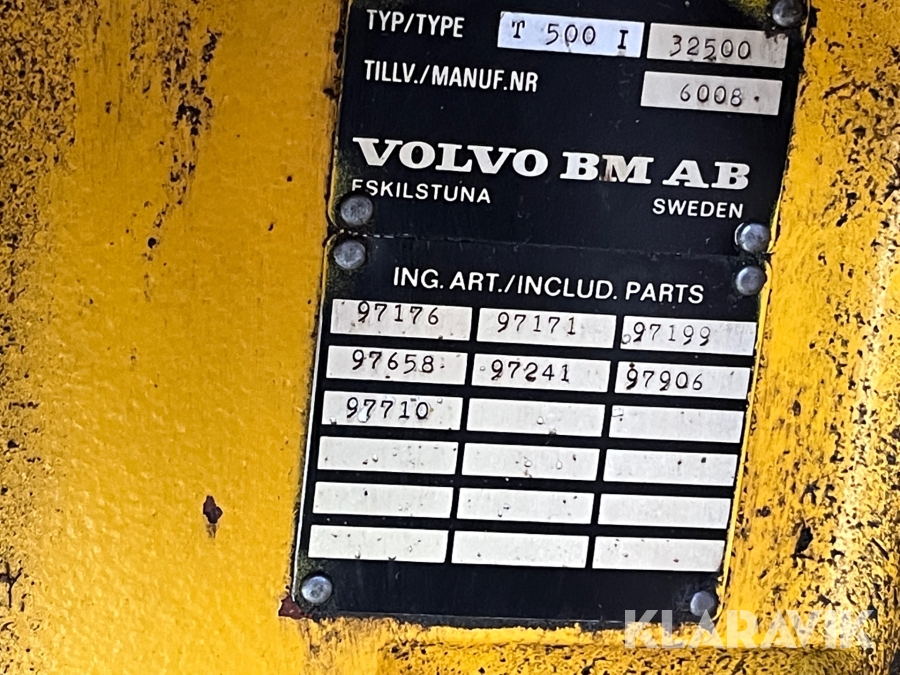 TYP/TYPE T 500 I 32500
TILLV./MANUF.NR 6008
VOLVO BM AB
ESKILSTUNA SWEDEN
ING. ART./INCLUD. PARTS
97176 97171 97199
97658 97241 97906
97710
KLARAVIK